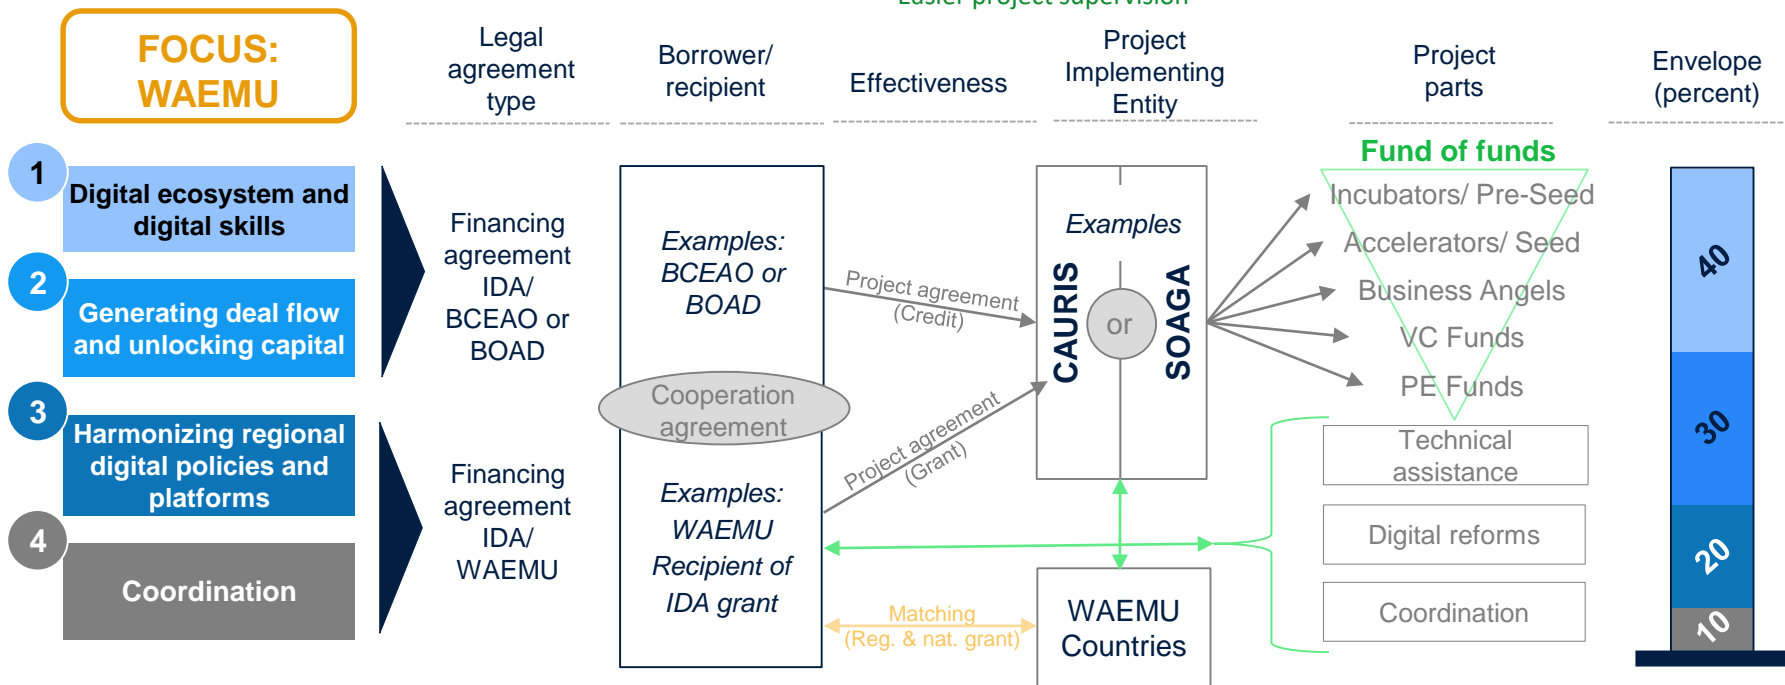 Easier project supervision
FOCUS:
WAEMU
Legal
agreement
type
Borrower/
recipient
Effectiveness
Project
Implementing
Entity
Project
parts
Envelope
(percent)
1
Digital ecosystem and
digital skills
2
Generating deal flow
and unlocking capital
3
Harmonizing regional
digital policies and
platforms
4
Coordination
Financing
agreement
IDA/
BCEAO or
BOAD
Financing
agreement
IDA/
WAEMU
Examples:
BCEAO or
BOAD
Cooperation
agreement
Examples:
WAEMU
Recipient of
IDA grant
Project agreement
(Credit)
Project agreement
(Grant)
Matching
(Reg. & nat. grant)
Examples
CAURIS
or
SOAGA
WAEMU
Countries
Fund of funds
Incubators/ Pre-Seed
Accelerators/ Seed
Business Angels
VC Funds
PE Funds
Technical
assistance
Digital reforms
Coordination
40
30
20
10